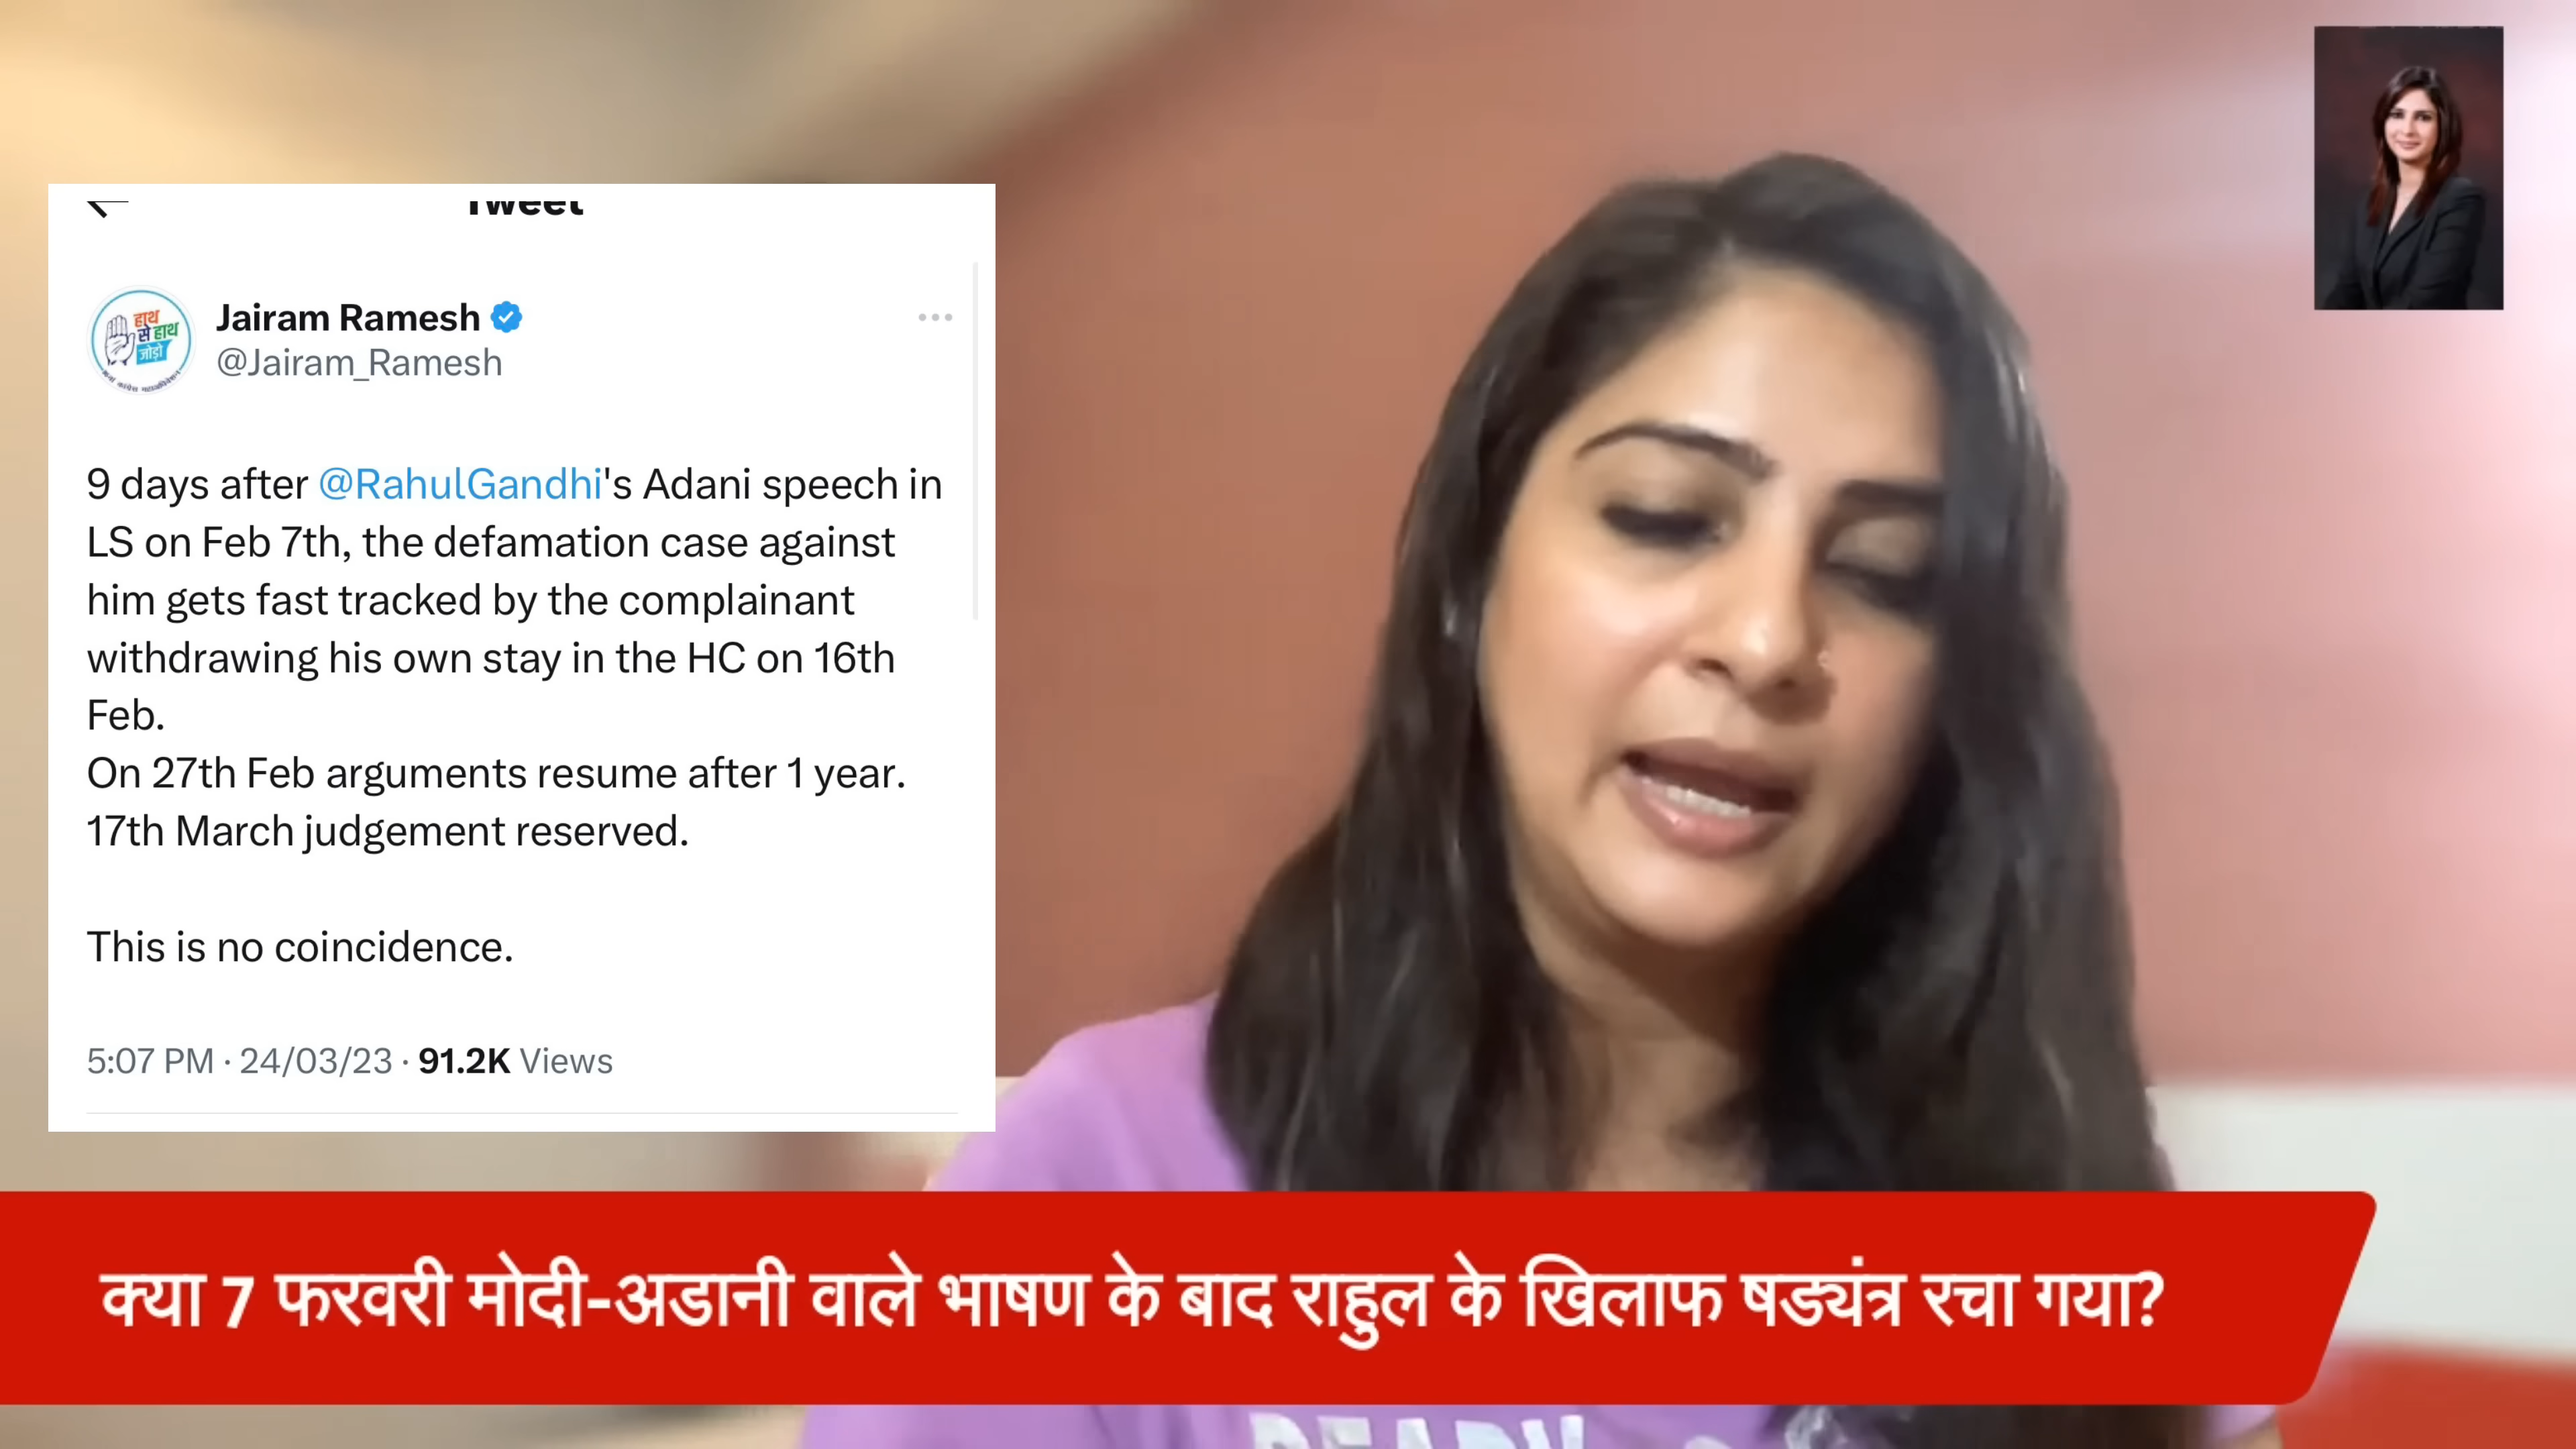 Tweet
हाथ
से हाथ
जोड़ो
Jairam Ramesh
@Jairam_Ramesh
9 days after @RahulGandhi's Adani speech in
LS on Feb 7th, the defamation case against
him gets fast tracked by the complainant
withdrawing his own stay in the HC on 16th
Feb.
On 27th Feb arguments resume after 1 year.
17th March judgement reserved.
This is no coincidence.
5:07 PM · 24/03/23 · 91.2K Views
क्या 7 फरवरी मोदी-अडानी वाले भाषण के बाद राहुल के खिलाफ षड्यंत्र रचा गया?